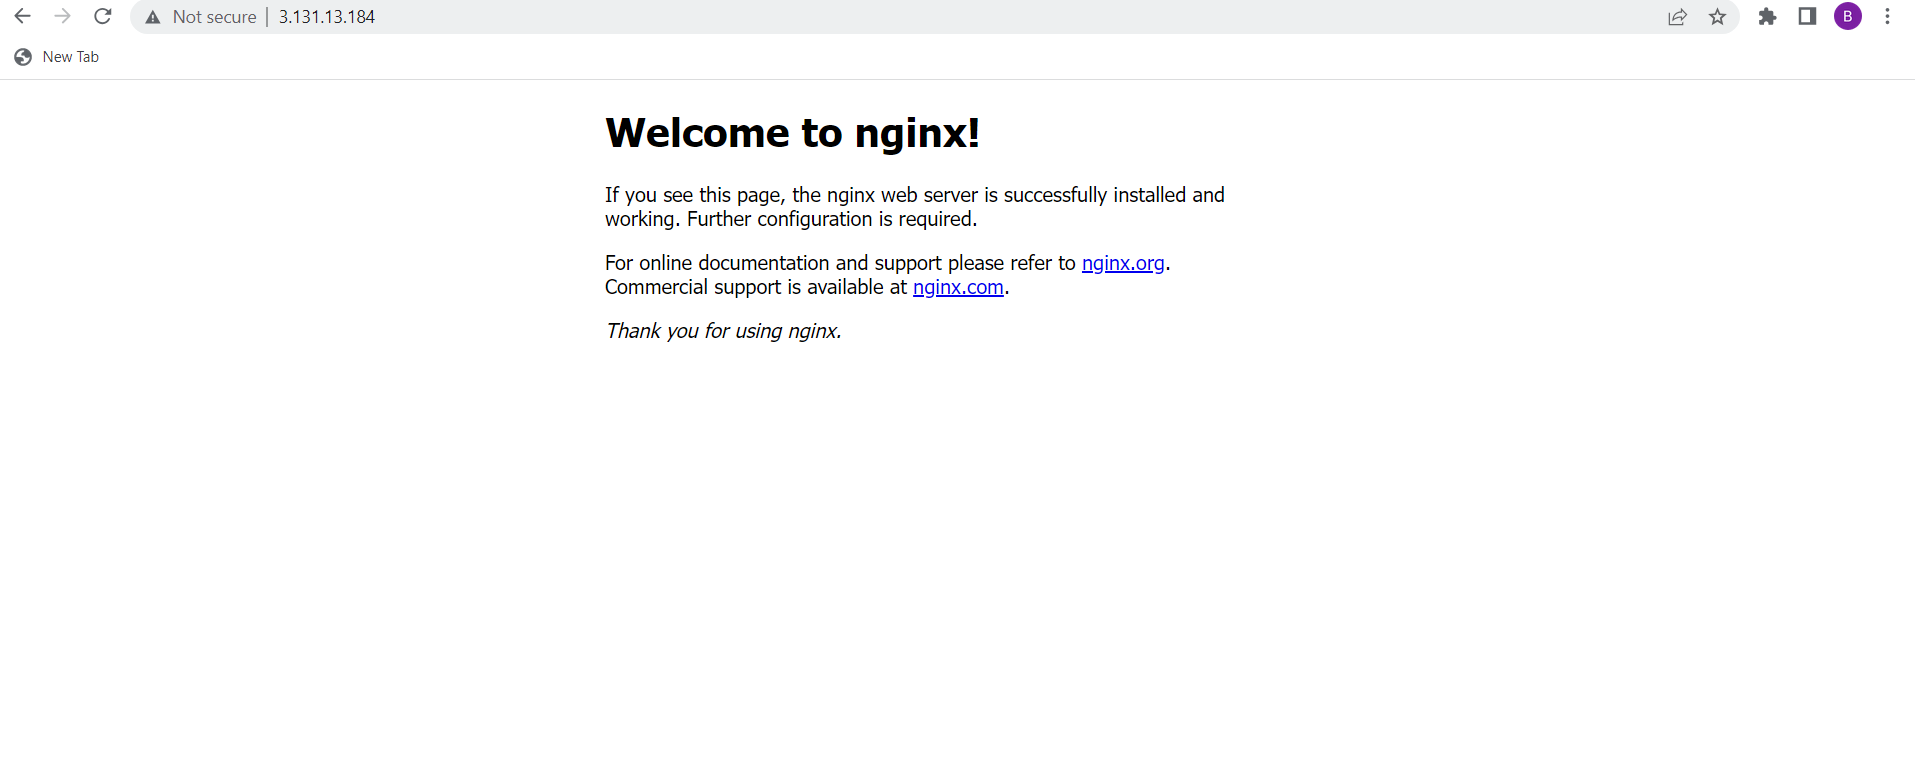 Not secure | 3.131.13.184
B
New Tab
Welcome to nginx!
If you see this page, the nginx web server is successfully installed and
working. Further configuration is required.
For online documentation and support please refer to nginx.org.
Commercial support is available at nginx.com.
Thank you for using nginx.